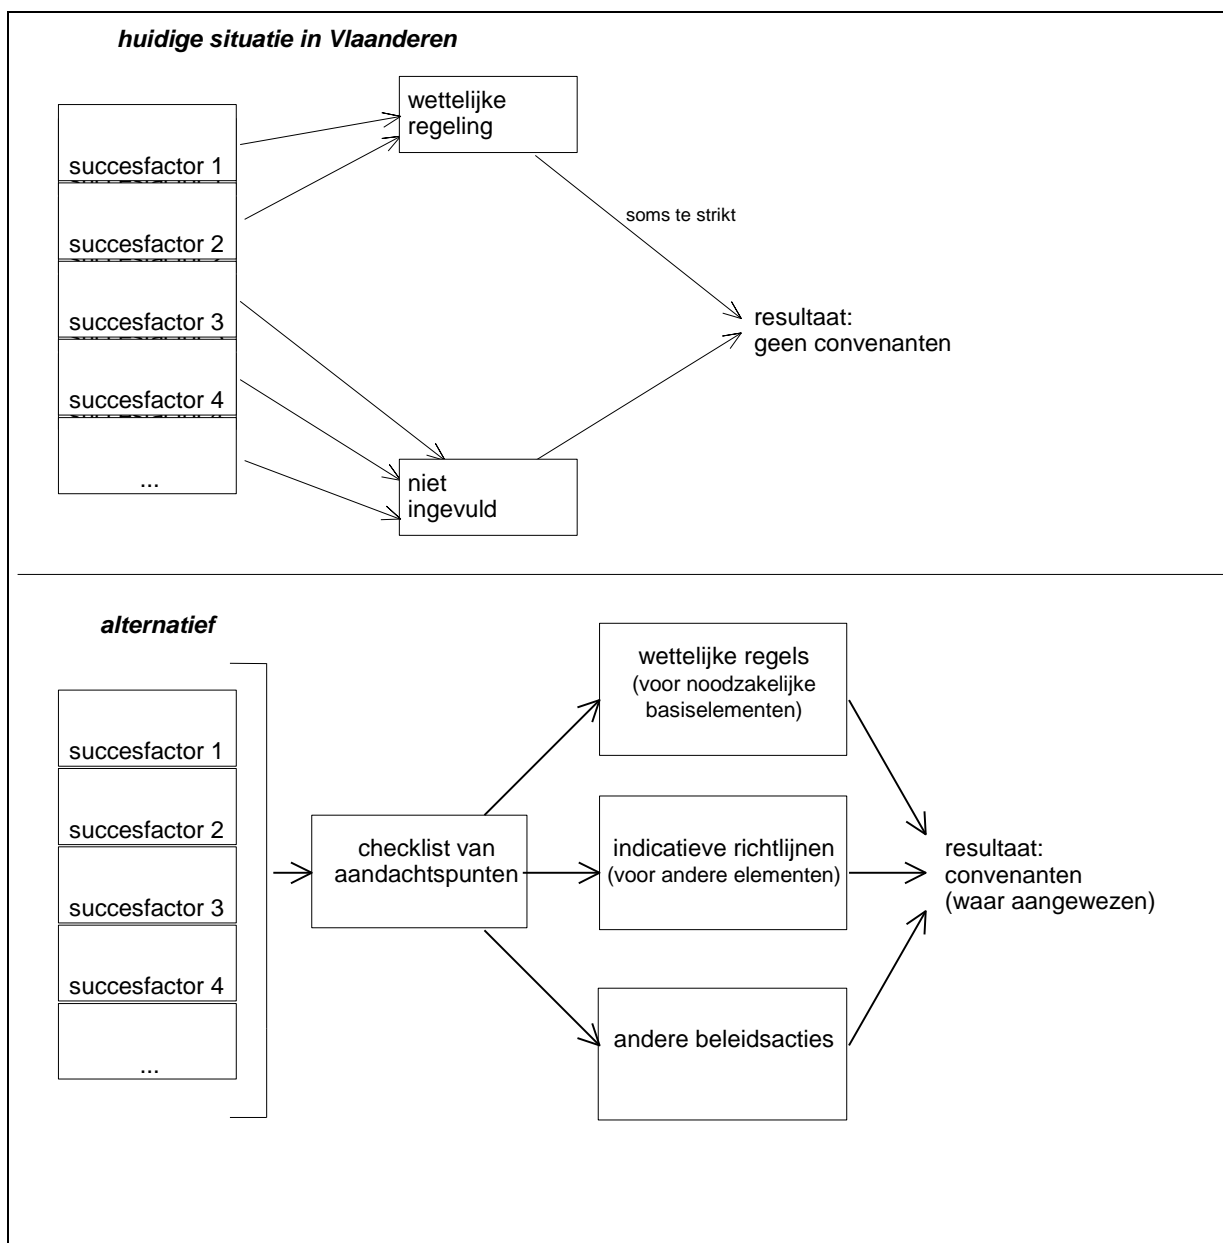 huidige situatie in Vlaanderen
succesfactor 1
succesfactor 2
succesfactor 3
succesfactor 4
...
wettelijke
regeling
soms te strikt
niet
ingevuld
resultaat:
geen convenanten
alternatief
succesfactor 1
succesfactor 2
succesfactor 3
succesfactor 4
...
checklist van
aandachtspunten
wettelijke regels
(voor noodzakelijke
basiselementen)
indicatieve richtlijnen
(voor andere elementen)
andere beleidsacties
resultaat:
convenanten
(waar aangewezen)